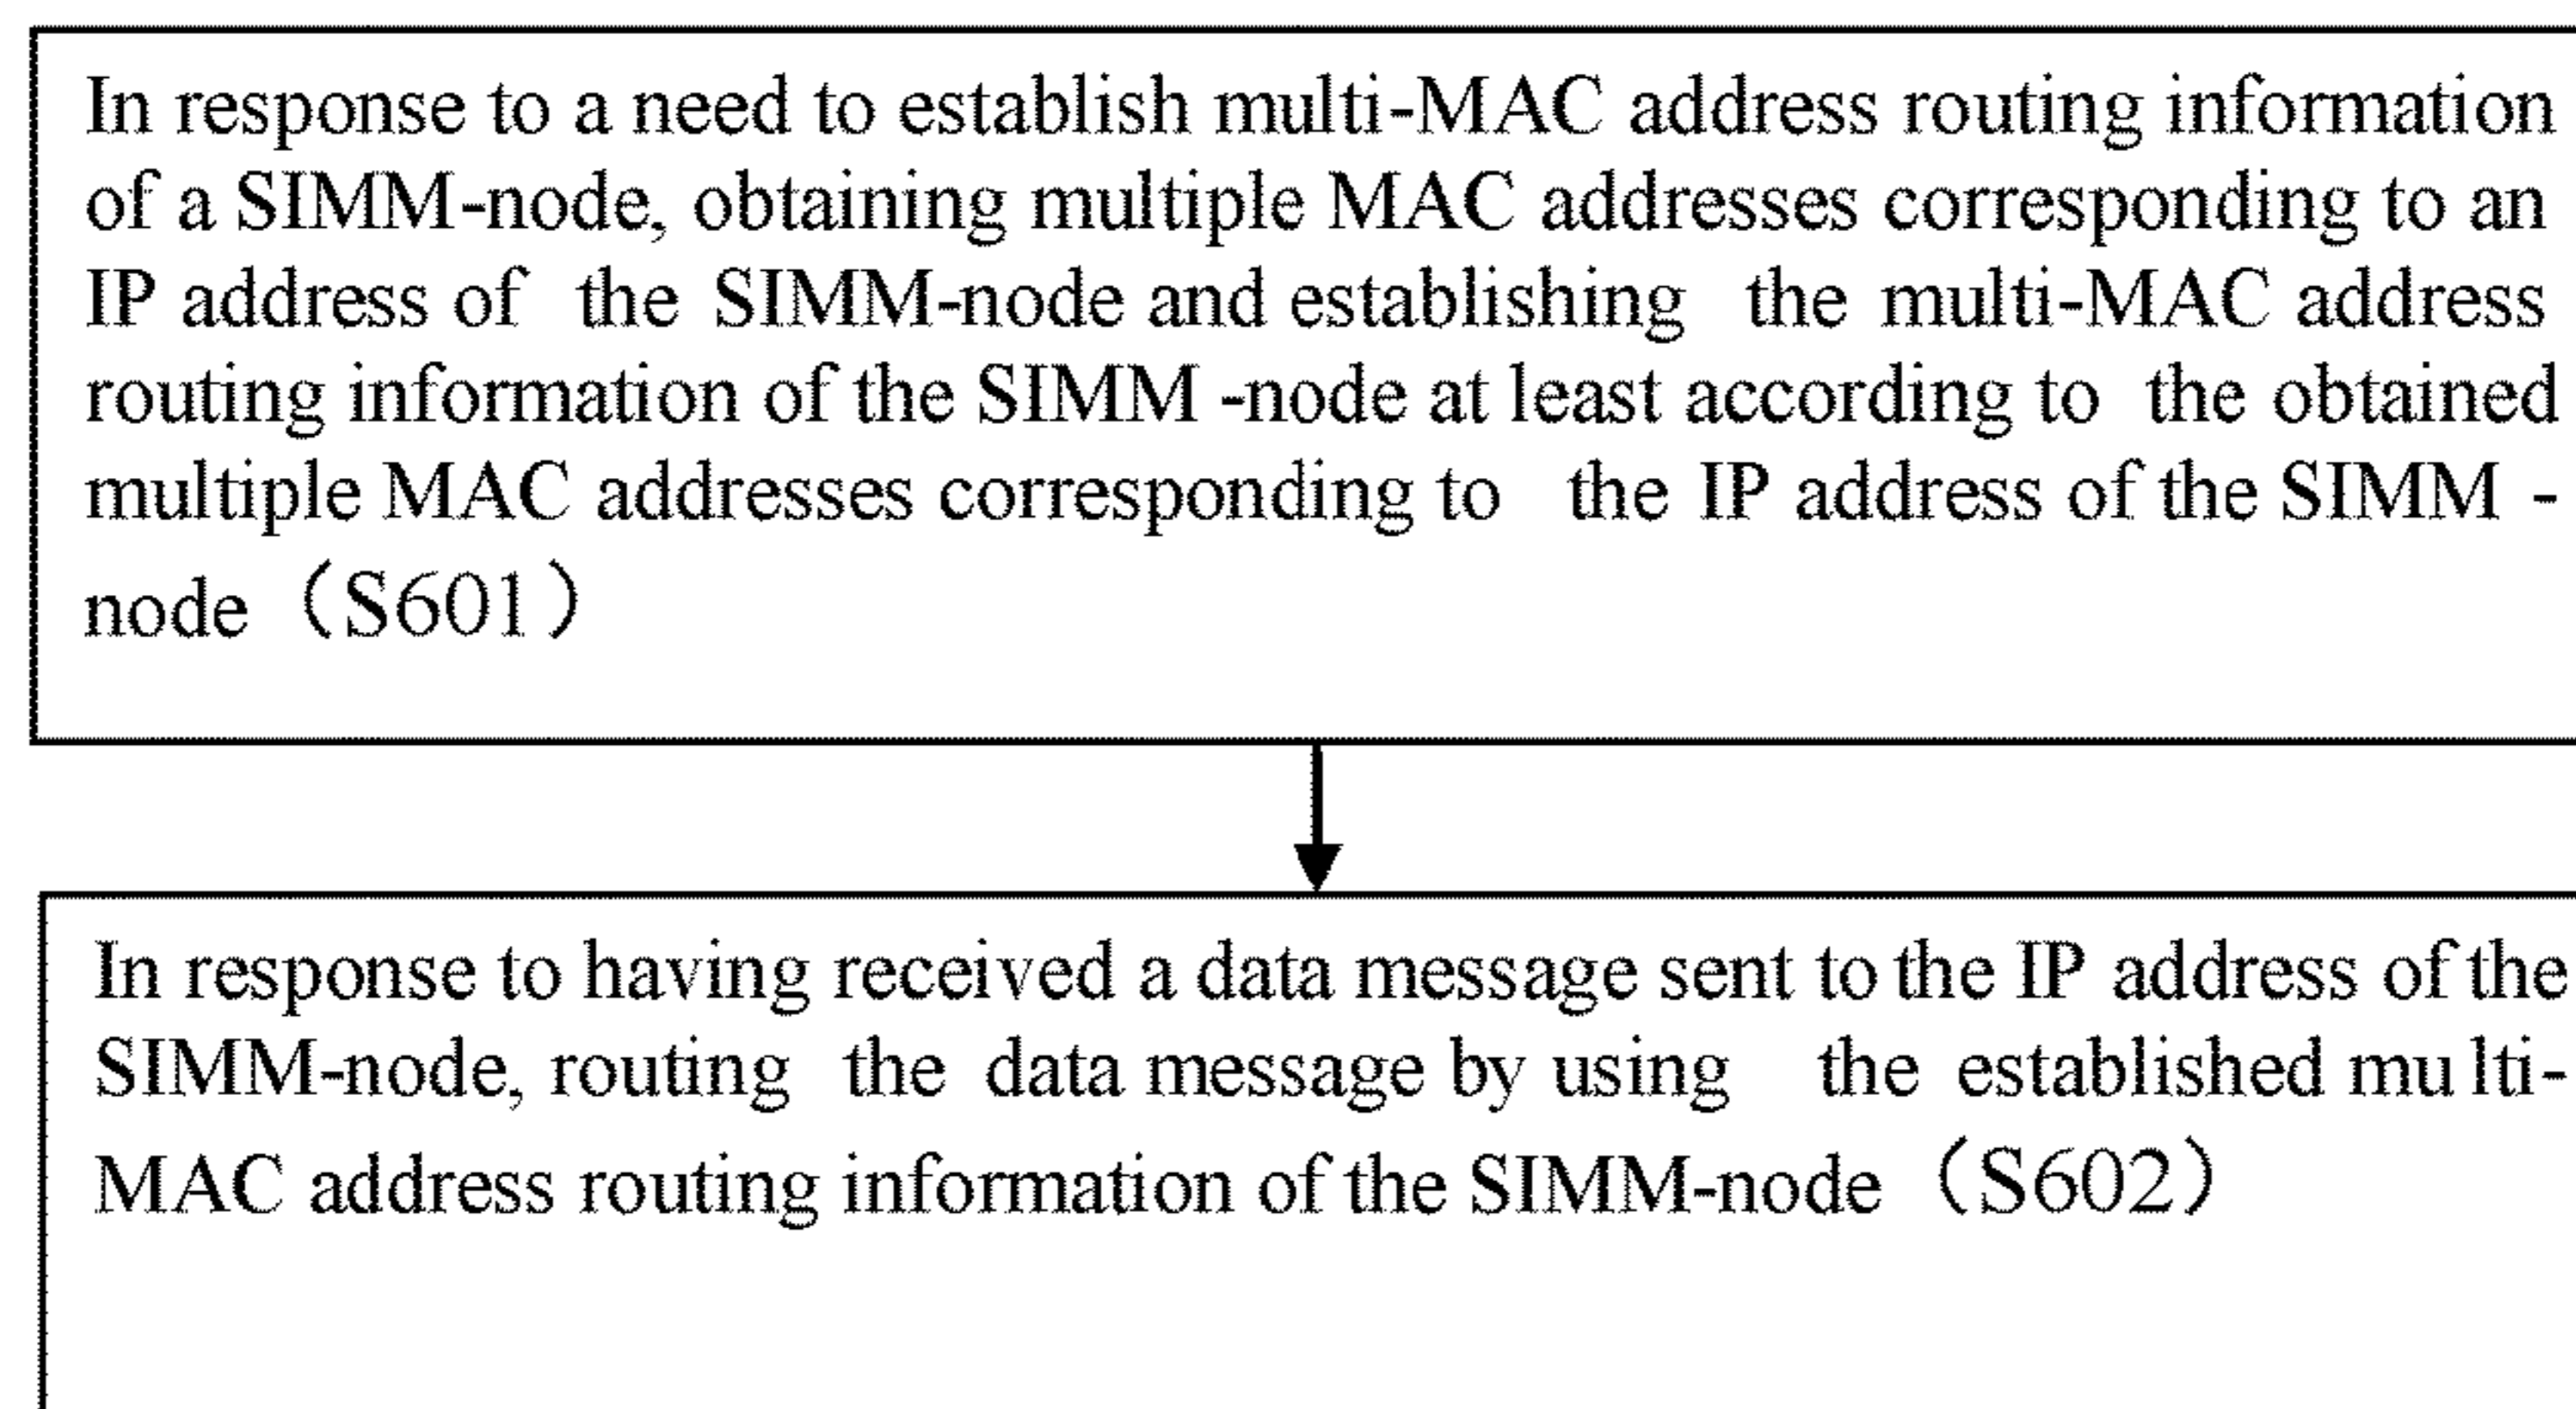 In response to a need to establish multi-MAC address routing information
of a SIMM-node, obtaining multiple MAC addresses corresponding to an
IP address of the SIMM-node and establishing the multi-MAC address
routing information of the SIMM -node at least according to the obtained
multiple MAC addresses corresponding to the IP address of the SIMM -
node（S601）
In response to having received a data message sent to the IP address of the
SIMM-node, routing the data message by using the established mu lti-
MAC address routing information of the SIMM-node（S602）